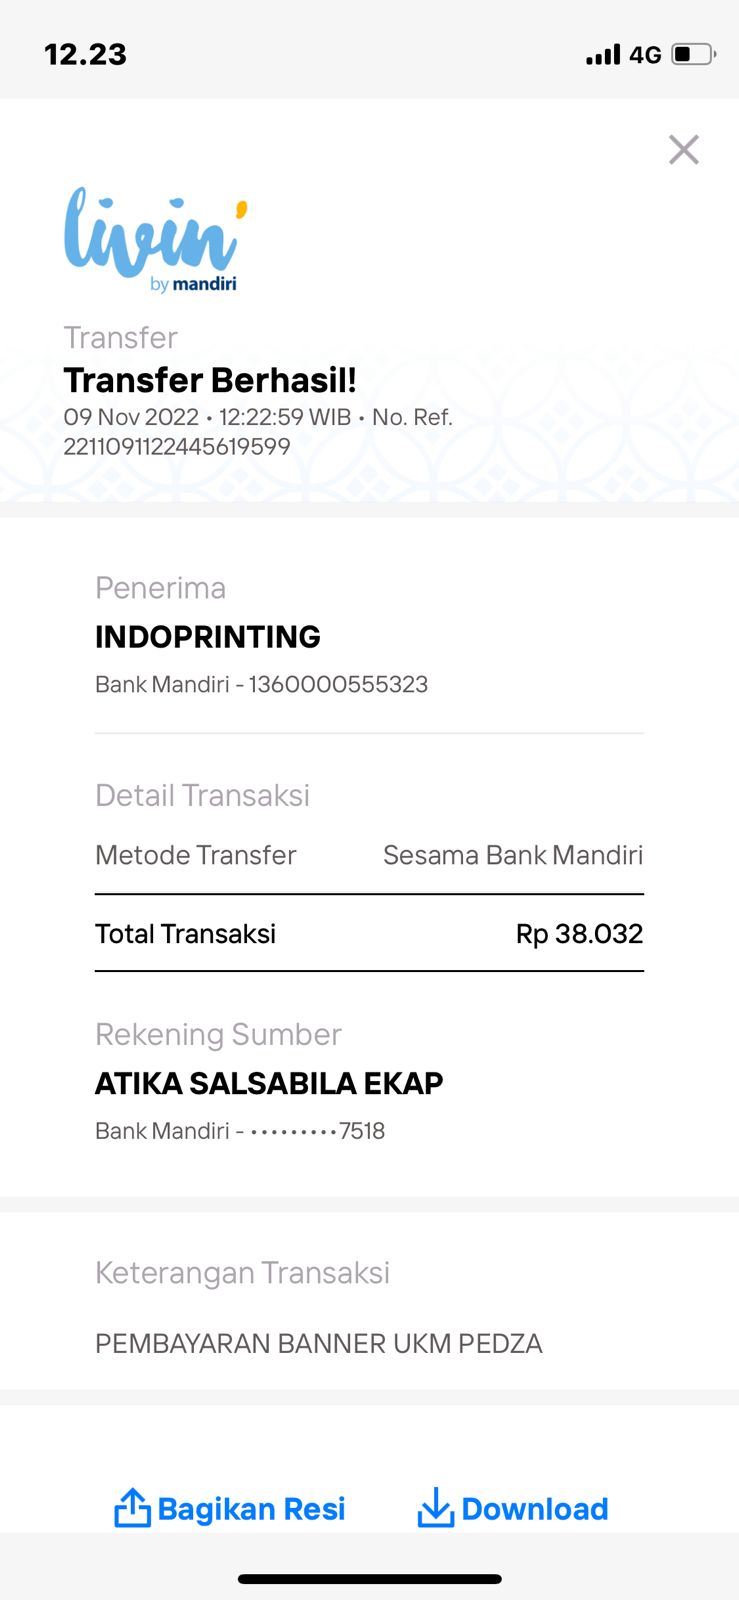 12.23
4G
livin'
by mandiri
Transfer
Transfer Berhasil!
09 Nov 2022 • 12:22:59 WIB • No. Ref.
2211091122445619599
Penerima
INDOPRINTING
Bank Mandiri - 1360000555323
Detail Transaksi
Metode Transfer Sesama Bank Mandiri
Total Transaksi Rp 38.032
Rekening Sumber
ATIKA SALSABILA EKAP
Bank Mandiri - •••••••••7518
Keterangan Transaksi
PEMBAYARAN BANNER UKM PEDZA
Bagikan Resi Download